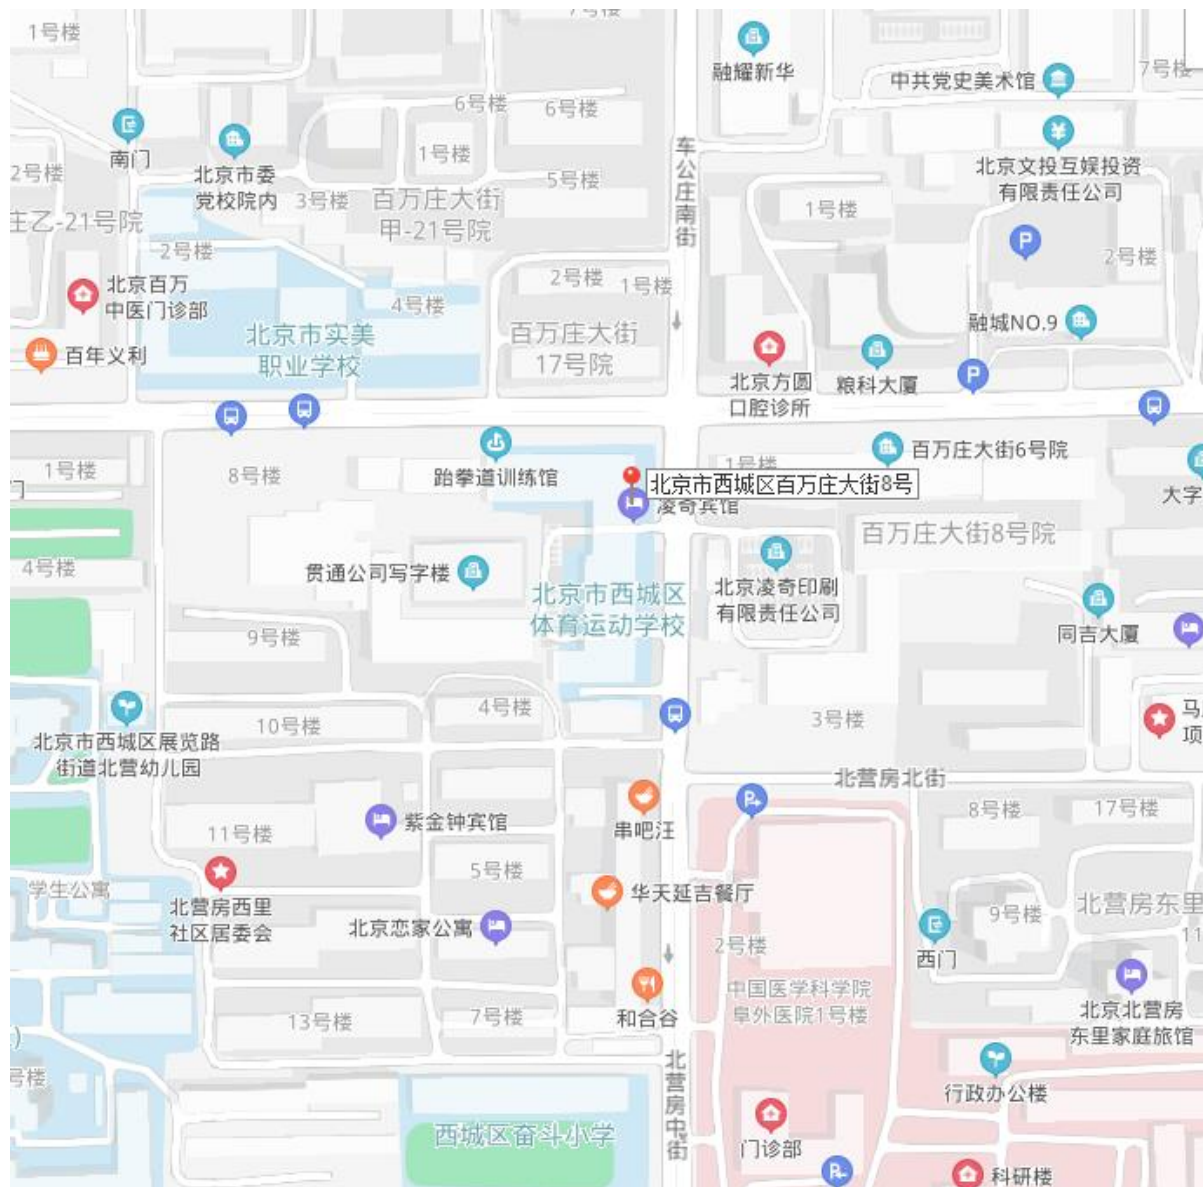 7号楼
1号楼
融耀新华
中共党史美术馆
7号楼
6号楼
6号楼
南门
北京市委
党校院内
1号楼
车公庄南街
北京文投互娱投资
有限责任公司
2号楼
3号楼
5号楼
百万庄大街
甲-21号院
1号楼
庄乙-21号院
2号楼
2号楼
2号楼
1号楼
北京百万
中医门诊部
4号楼
北京市实美
职业学校
百万庄大街
17号院
融城NO.9
百年义利
北京方圆
口腔诊所
粮科大厦
1号楼
8号楼
跆拳道训练馆
1号楼
百万庄大街6号院
北京市西城区百万庄大街8号
凌奇宾馆
大字
门
百万庄大街8号院
4号楼
贯通公司写字楼
北京市西城区
体育运动学校
北京凌奇印刷
有限责任公司
同吉大厦
9号楼
10号楼
4号楼
3号楼
马
项
北京市西城区展览路
街道北营幼儿园
北营房北街
11号楼
紫金钟宾馆
串吧汪
8号楼
17号楼
5号楼
学生公寓
华天延吉餐厅
北营房西里
社区居委会
北京恋家公寓
9号楼
北营房东里
2号楼
西门
11
中国医学科学院
阜外医院1号楼
13号楼
7号楼
和合谷
北京北营房
东里家庭旅馆
)
号楼
北营房中街
行政办公楼
西城区奋斗小学
门诊部
科研楼